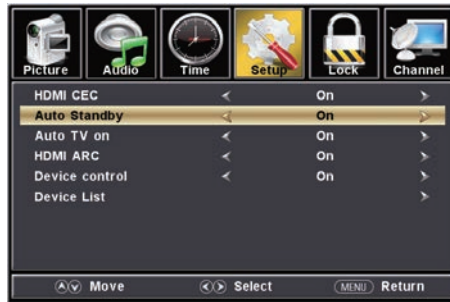 Picture Audio Time Setup Lock Channel
HDMI CEC On
Auto Standby On
Auto TV on On
HDMI ARC On
Device control On
Device List
Move Select MENU Return